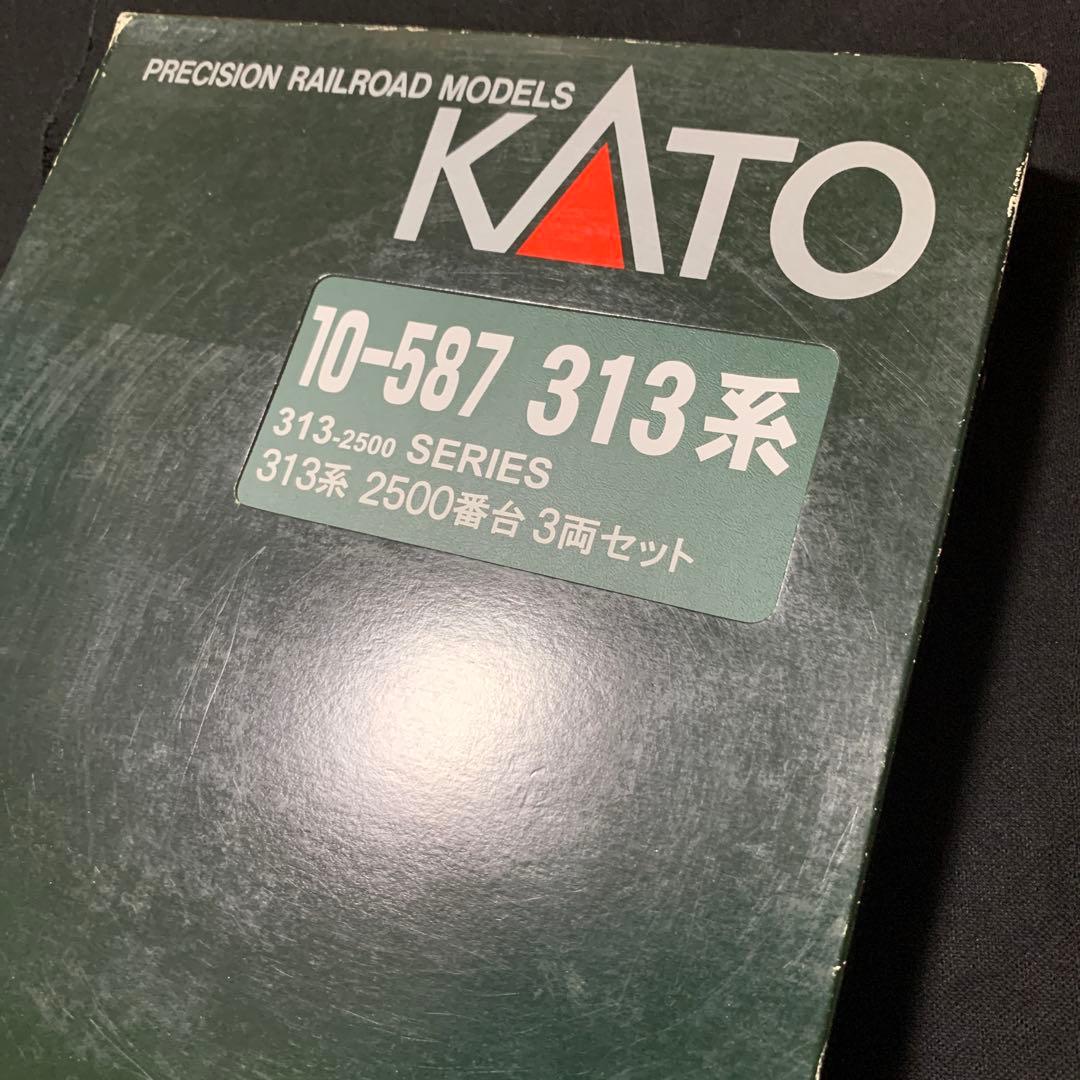 PRECISION RAILROAD MODELS
KATO
10-587 313系
313-2500 SERIES
313系 2500番台 3両セット